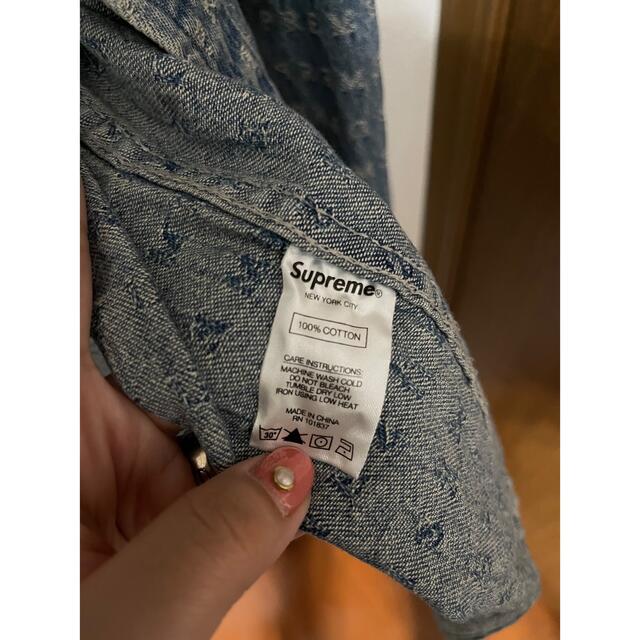 Supreme®
NEW YORK CITY
100% COTTON
CARE INSTRUCTIONS:
MACHINE WASH COLD
DO NOT BLEACH
TUMBLE DRY LOW
IRON USING LOW HEAT
MADE IN CHINA
RN 101837
30°